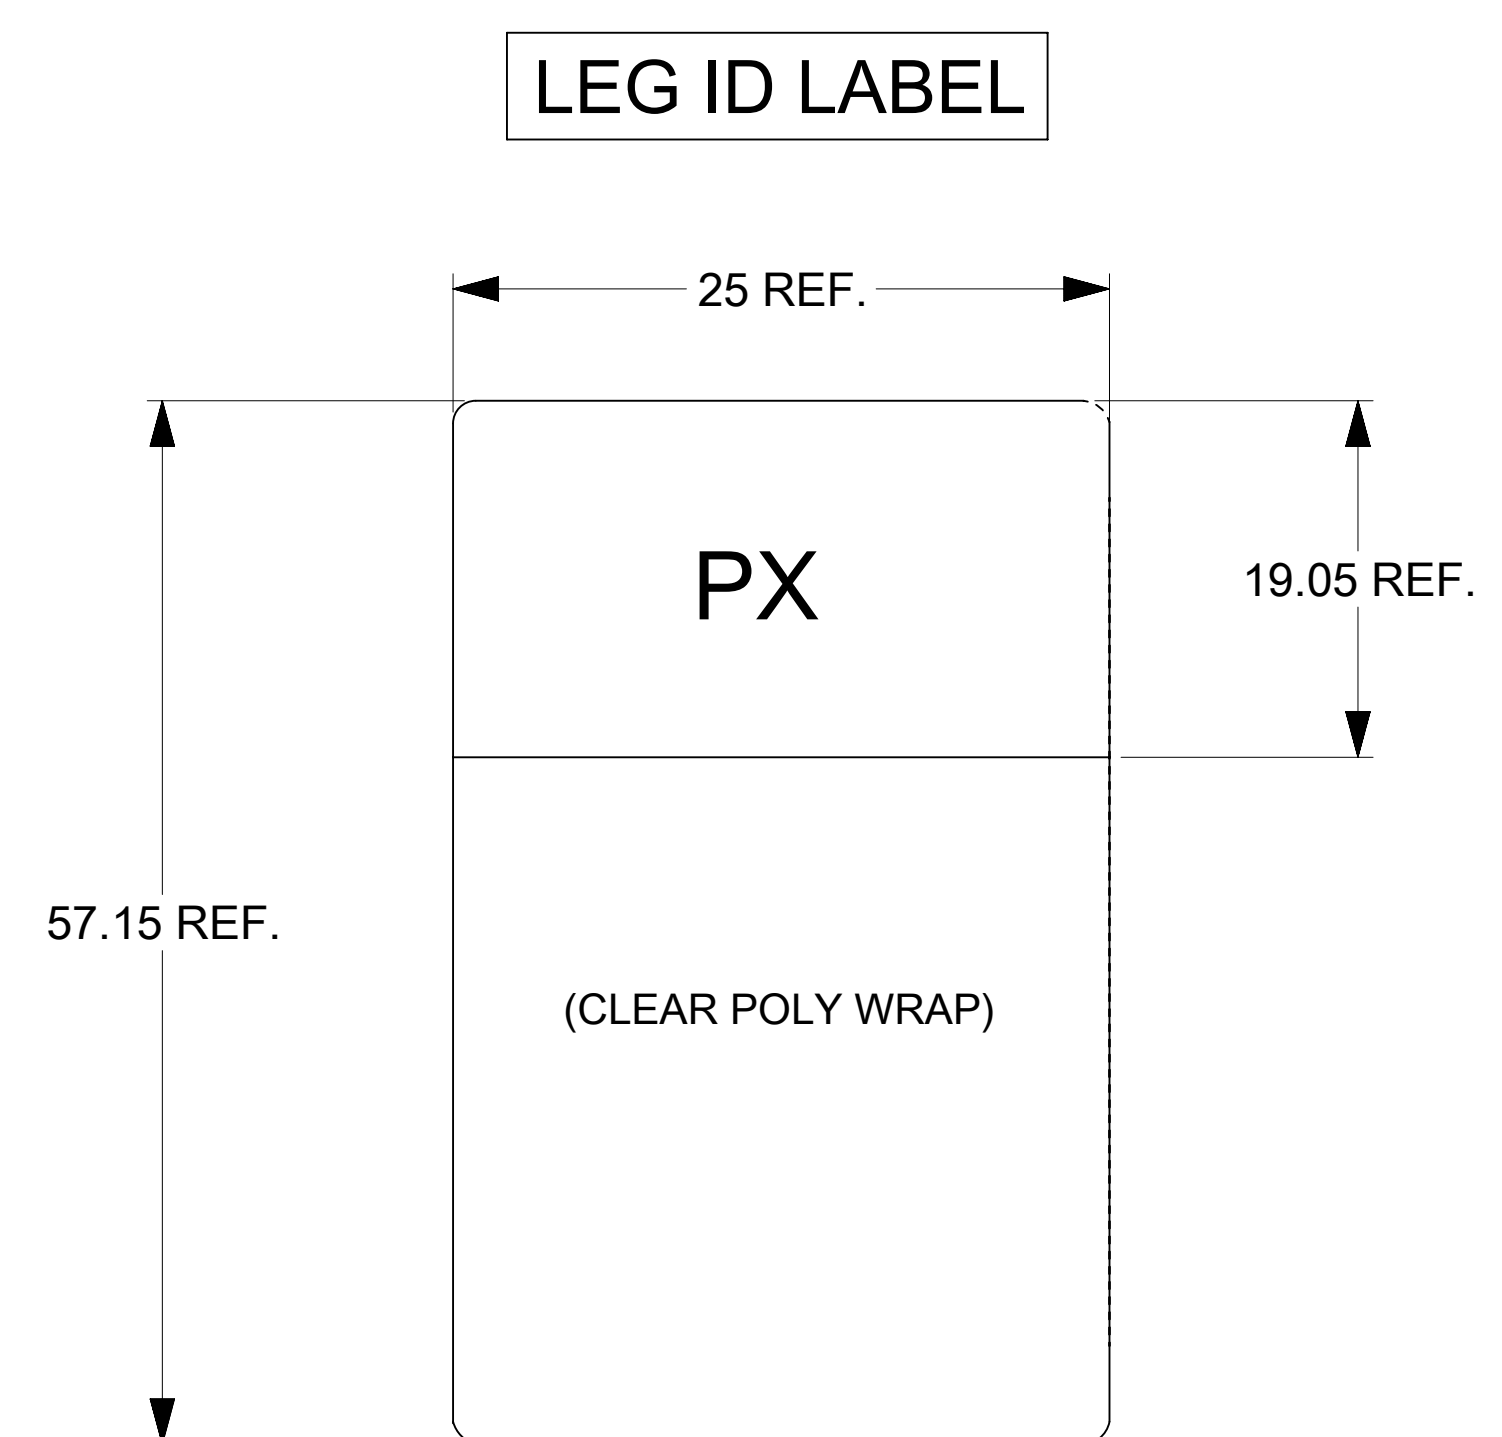 LEG ID LABEL
25 REF.
PX
19.05 REF.
57.15 REF.
(CLEAR POLY WRAP)